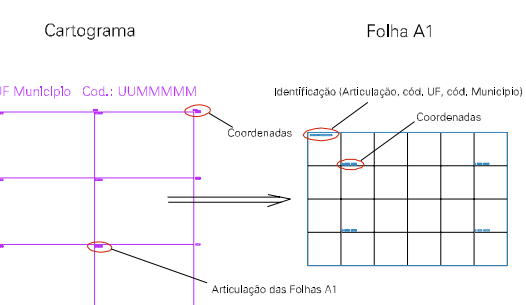 Cartograma
Folha A1
UF Município Cod.: UUMMMMM
Identificação (Articulação, cód. UF, cód. Município)
Coordenadas
Coordenadas
Articulação das Folhas A1